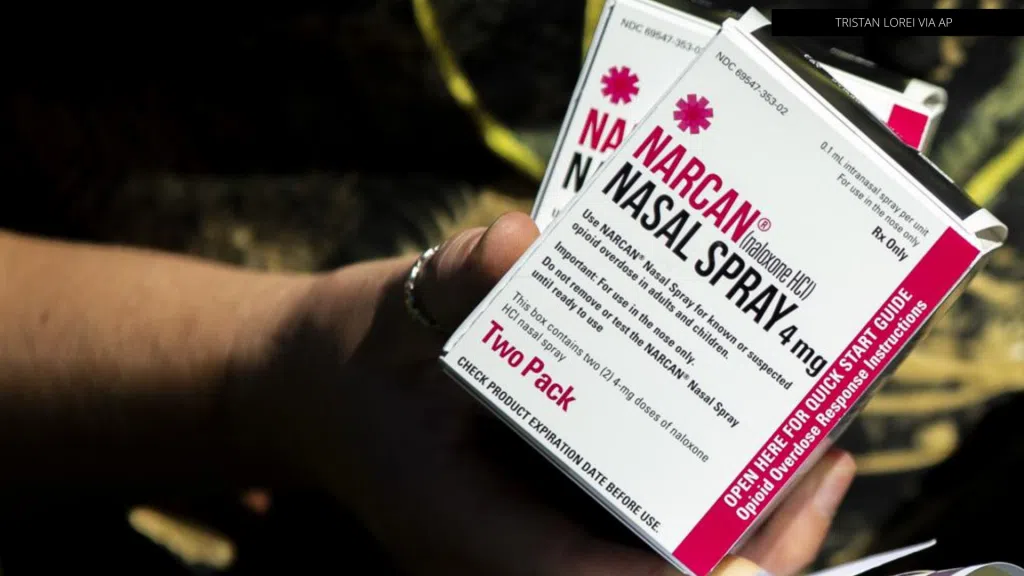 TRISTAN LOREI VIA AP
NDC 69547-353-02
NARCAN®
NASAL SPRAY 4 mg
(naloxone HCl)
0.1 mL intranasal spray per unit
For use in the nose only
Rx Only
Use NARCAN® Nasal Spray for known or suspected
opioid overdose in adults and children.
Important: For use in the nose only.
Do not remove or test the NARCAN® Nasal Spray
until ready to use
This box contains two (2) 4-mg doses of naloxone
HCl nasal spray
Two Pack
CHECK PRODUCT EXPIRATION DATE BEFORE USE.
OPEN HERE FOR QUICK START GUIDE
Opioid Overdose Response Instructions
NDC 69547-353-0
NA
N